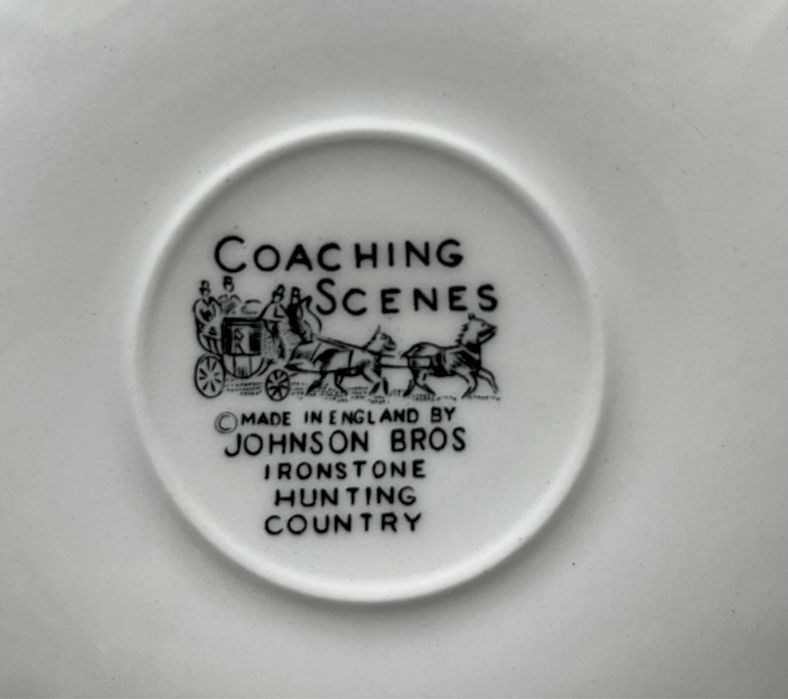 COACHING
SCENES
© MADE IN ENGLAND BY
JOHNSON BROS
IRONSTONE
HUNTING
COUNTRY